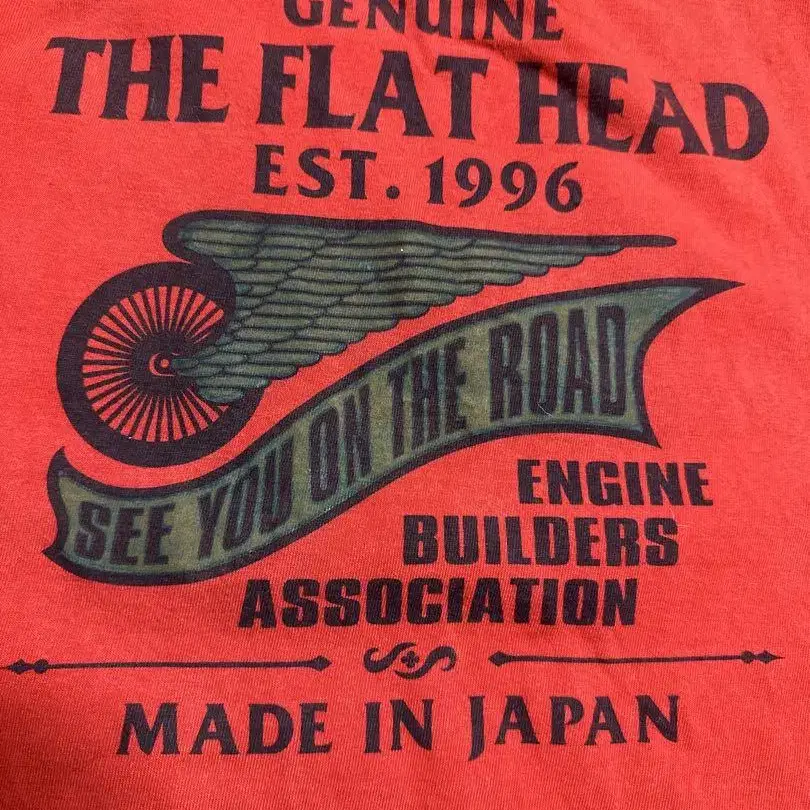 GENUINE
THE FLAT HEAD
EST. 1996
SEE YOU ON THE ROAD
ENGINE
BUILDERS
ASSOCIATION
MADE IN JAPAN